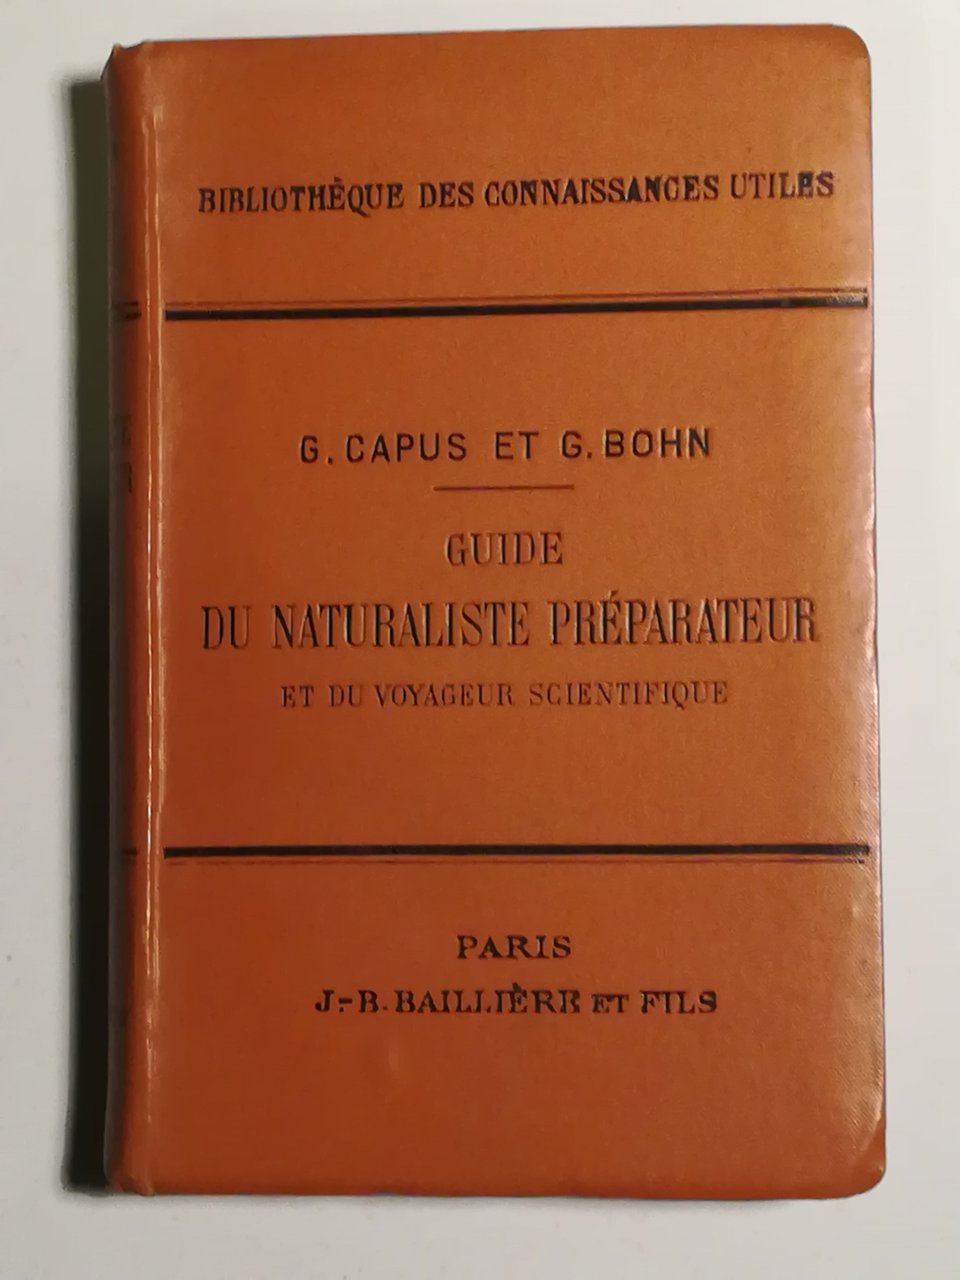 BIBLIOTHÈQUE DES CONNAISSANCES UTILES
G. CAPUS ET G. BOHN
GUIDE
DU NATURALISTE PRÉPARATEUR
ET DU VOYAGEUR SCIENTIFIQUE
PARIS
J.-B. BAILLIÈRE ET FILS